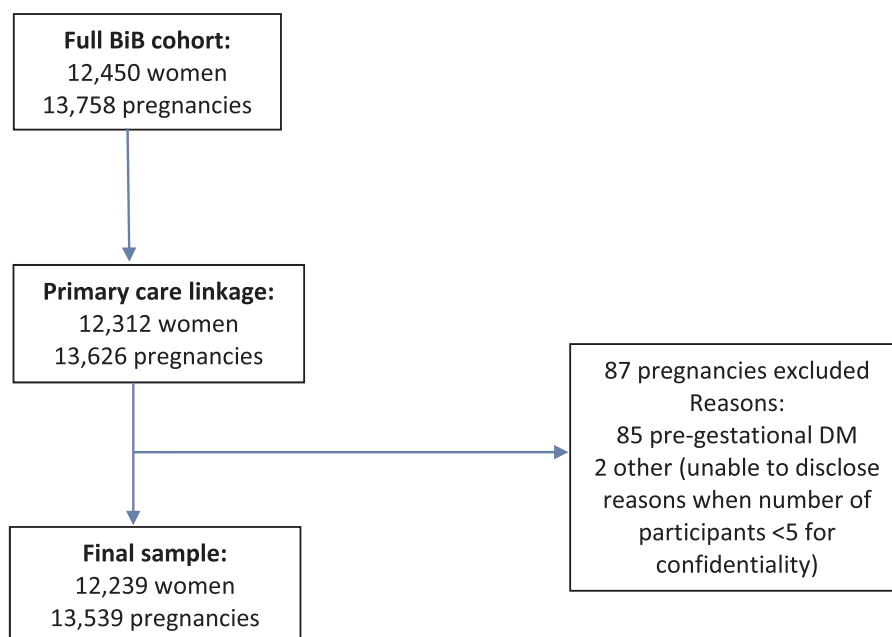 Full BiB cohort:
12,450 women
13,758 pregnancies
Primary care linkage:
12,312 women
13,626 pregnancies
87 pregnancies excluded
Reasons:
85 pre-gestational DM
2 other (unable to disclose
reasons when number of
participants <5 for
confidentiality)
Final sample:
12,239 women
13,539 pregnancies